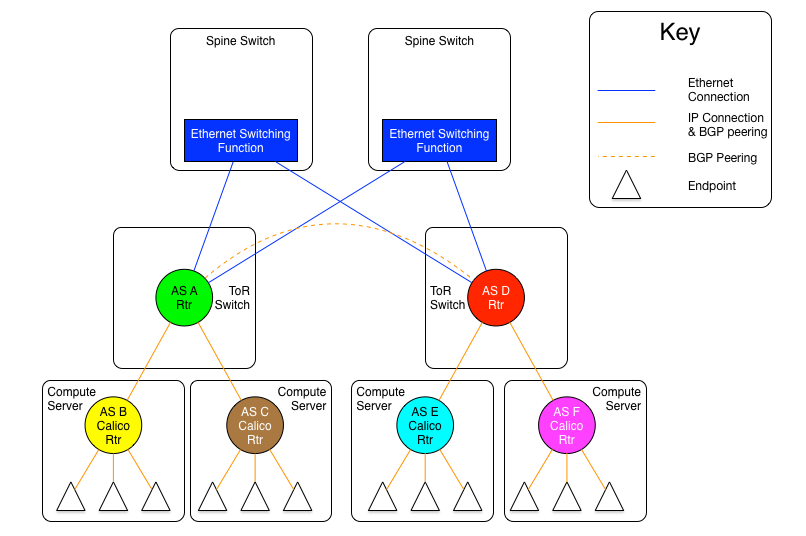 Spine Switch
Ethernet Switching
Function
Spine Switch
Ethernet Switching
Function
Key
Ethernet
Connection
IP Connection
& BGP peering
BGP Peering
Endpoint
AS A
Rtr
ToR
Switch
ToR
Switch
AS D
Rtr
Compute
Server
AS B
Calico
Rtr
AS C
Calico
Rtr
Compute
Server
Compute
Server
AS E
Calico
Rtr
AS F
Calico
Rtr
Compute
Server